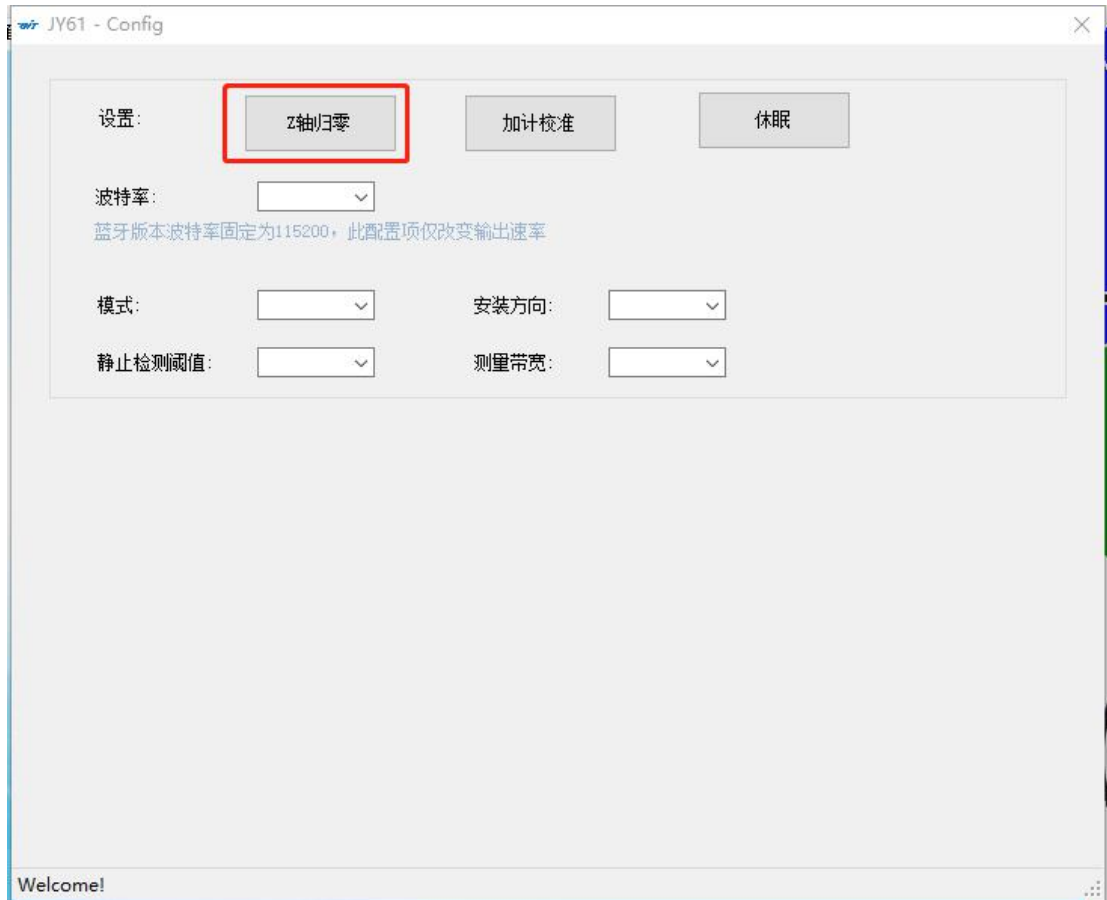 WIT JY61 - Config
设置: Z轴归零 加计校准 休眠
波特率:
蓝牙版本波特率固定为115200，此配置项仅改变输出速率
模式: 安装方向:
静止检测阈值: 测量带宽:
Welcome!